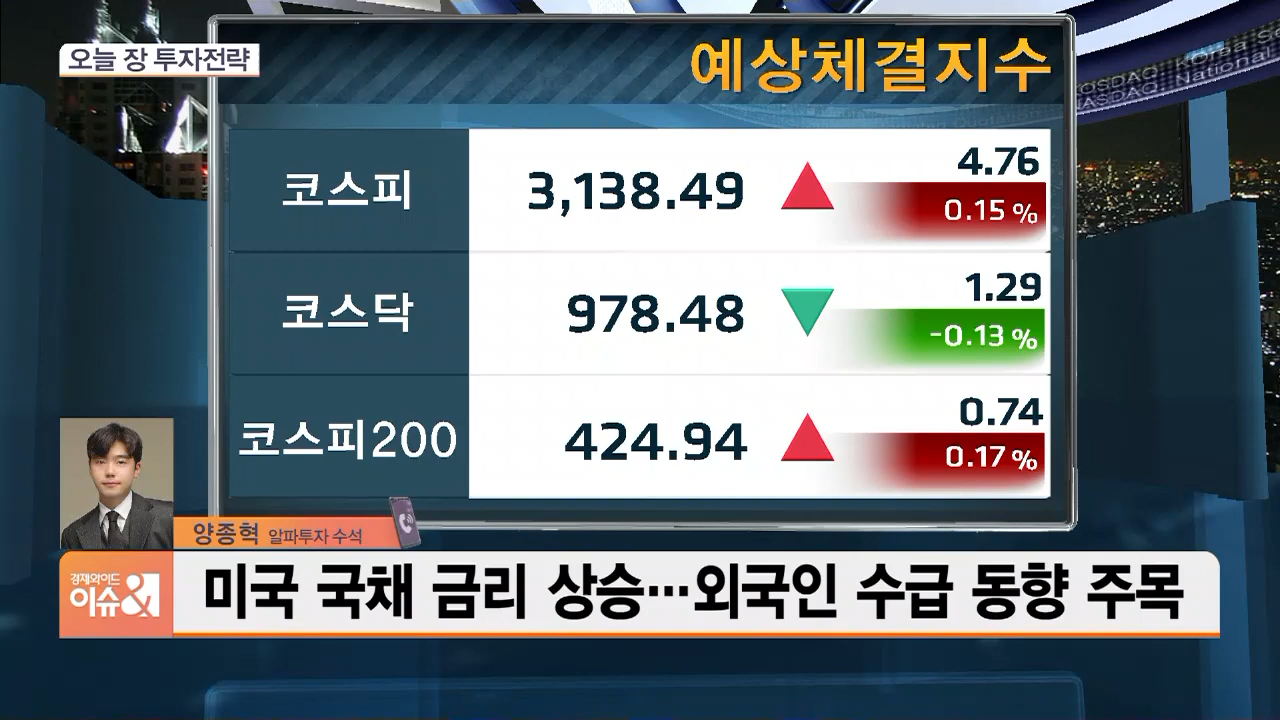 오늘 장 투자전략
예상체결지수
코스피 3,138.49 ▲ 4.76
0.15 %
코스닥 978.48 ▼ 1.29
-0.13 %
코스피200 424.94 ▲ 0.74
0.17 %
양종혁 알파투자 수석
경제와이드
이슈&
미국 국채 금리 상승…외국인 수급 동향 주목
NASDAQ
National